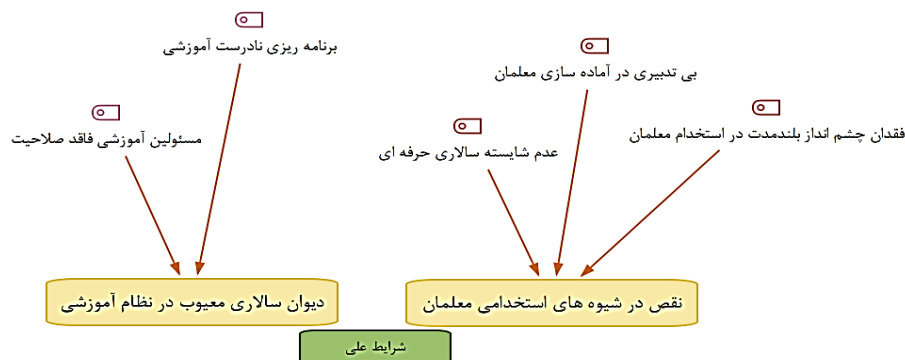 برنامه ریزی نادرست آموزشی
بی تدبیری در آماده سازی معلمان
فقدان چشم انداز بلندمدت در استخدام معلمان
مسئولین آموزشی فاقد صلاحیت
عدم شایسته سالاری حرفه ای
نقص در شیوه های استخدامی معلمان
دیوان سالاری معیوب در نظام آموزشی
شرایط علی